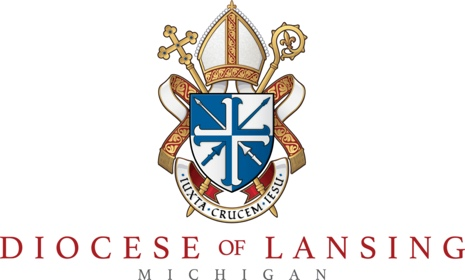 ·IUXTA·CRUCEM·IESU·
DIOCESE OF LANSING
MICHIGAN